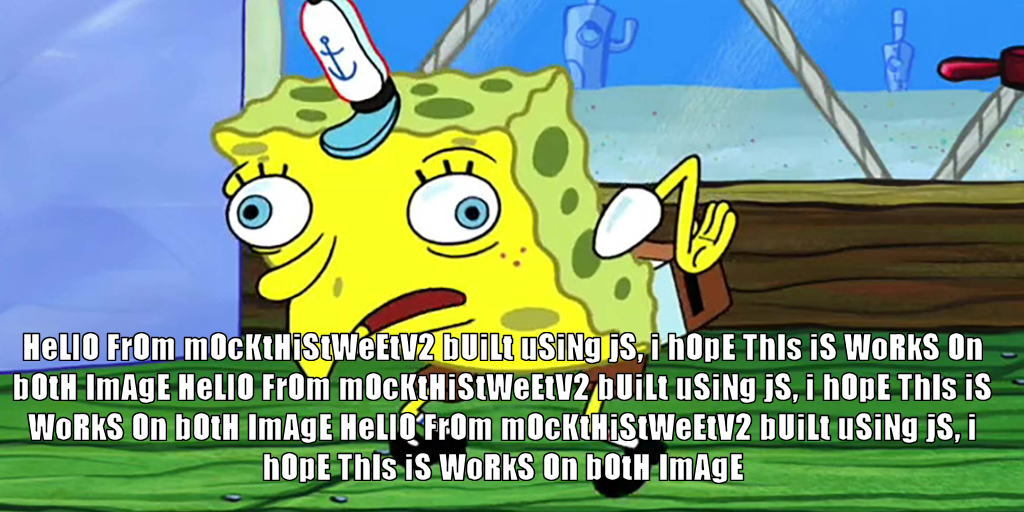 HeLlO FrOm mOcKtHiStWeEtV2 bUiLt uSiNg jS, i hOpE ThIs iS WoRkS On
bOtH ImAgE HeLlO FrOm mOcKtHiStWeEtV2 bUiLt uSiNg jS, i hOpE ThIs iS
WoRkS On bOtH ImAgE HeLlO FrOm mOcKtHiStWeEtV2 bUiLt uSiNg jS, i
hOpE ThIs iS WoRkS On bOtH ImAgE